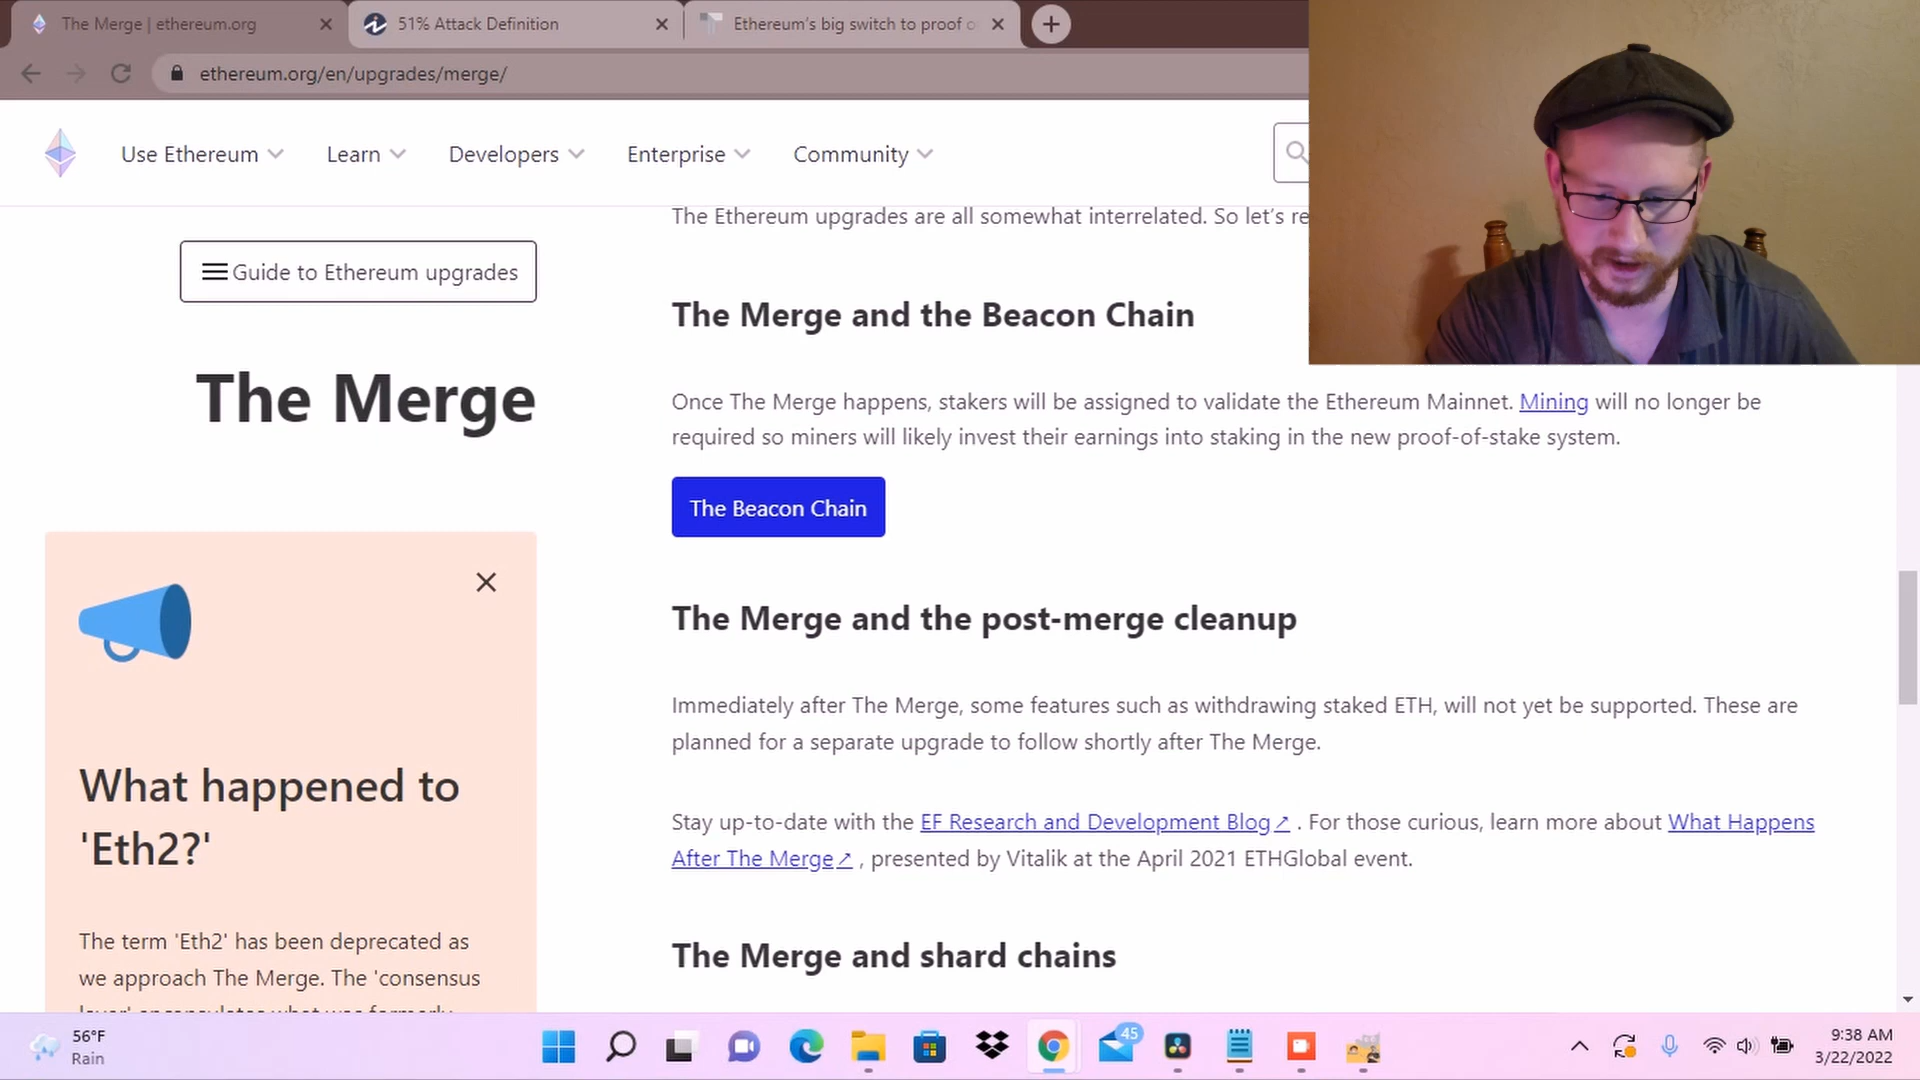 The Merge | ethereum.org
51% Attack Definition
Ethereum's big switch to proof o
ethereum.org/en/upgrades/merge/
Use Ethereum
Learn
Developers
Enterprise
Community
Guide to Ethereum upgrades
The Merge
What happened to
'Eth2?'
The term 'Eth2' has been deprecated as
we approach The Merge. The 'consensus
layer' encapsulates what was formerly
The Ethereum upgrades are all somewhat interrelated. So let's re
The Merge and the Beacon Chain
Once The Merge happens, stakers will be assigned to validate the Ethereum Mainnet. Mining will no longer be
required so miners will likely invest their earnings into staking in the new proof-of-stake system.
The Beacon Chain
The Merge and the post-merge cleanup
Immediately after The Merge, some features such as withdrawing staked ETH, will not yet be supported. These are
planned for a separate upgrade to follow shortly after The Merge.
Stay up-to-date with the EF Research and Development Blog↗ . For those curious, learn more about What Happens
After The Merge↗ , presented by Vitalik at the April 2021 ETHGlobal event.
The Merge and shard chains
56°F
Rain
45
9:38 AM
3/22/2022